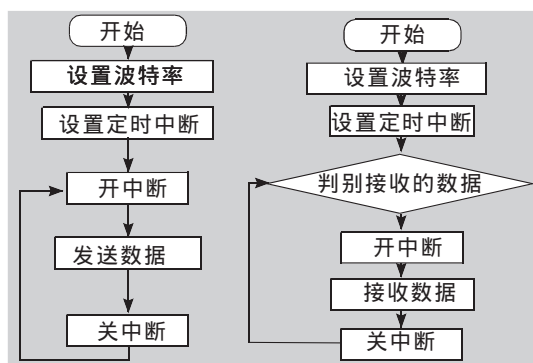 开始
设置波特率
设置定时中断
开中断
发送数据
关中断
开始
设置波特率
设置定时中断
判别接收的数据
开中断
接收数据
关中断